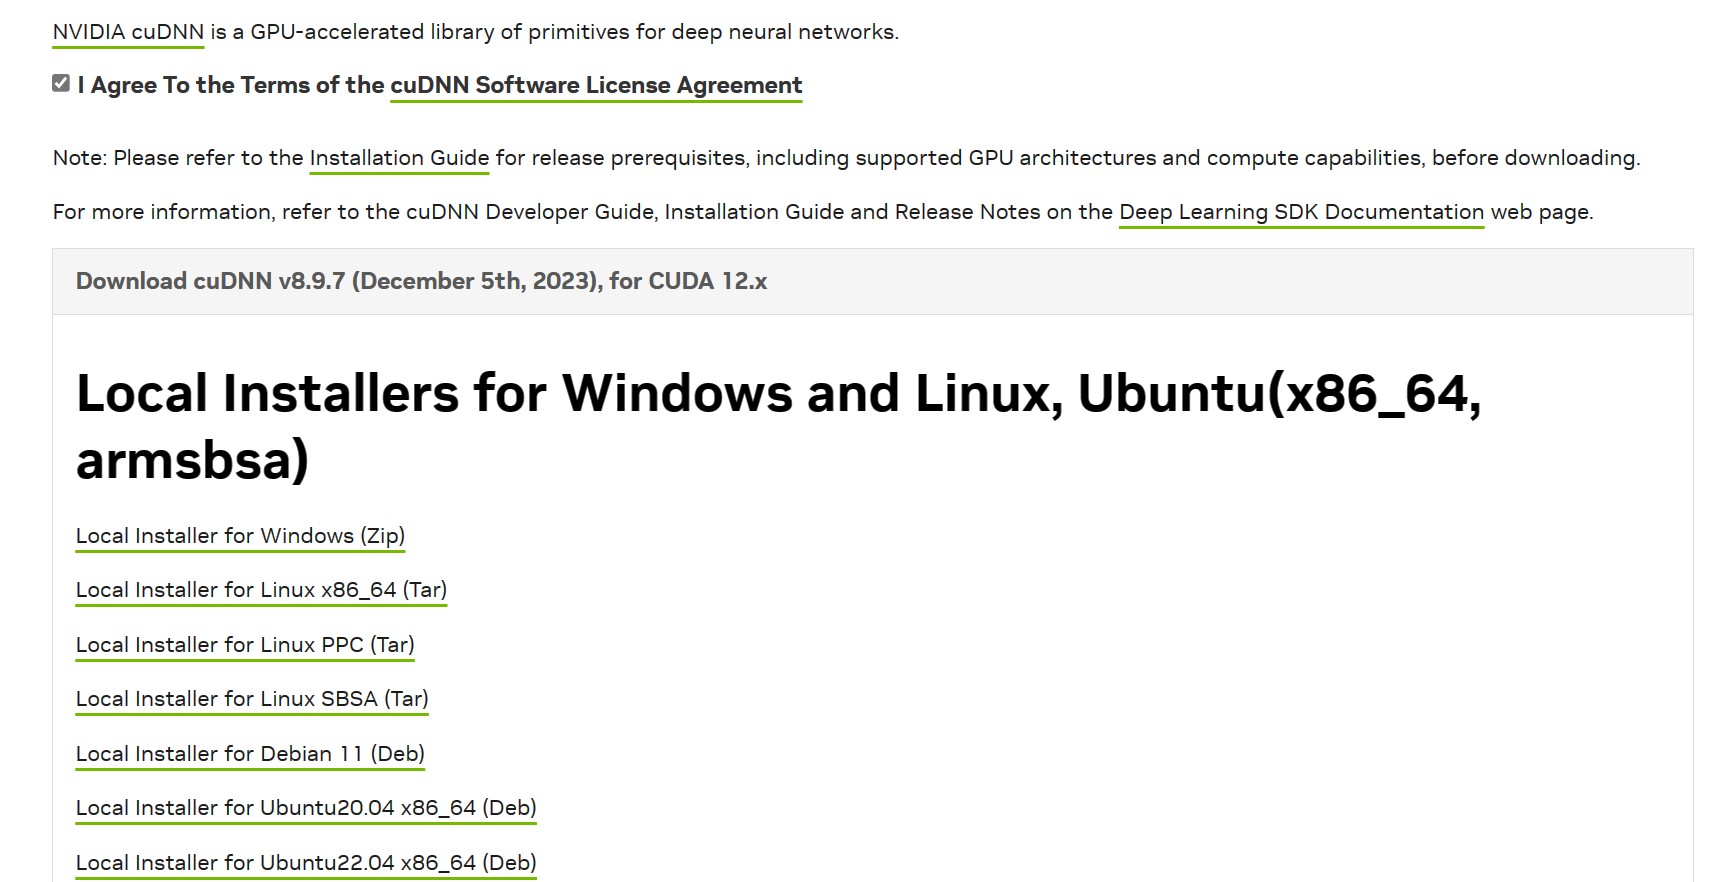 NVIDIA cuDNN is a GPU-accelerated library of primitives for deep neural networks.
I Agree To the Terms of the cuDNN Software License Agreement
Note: Please refer to the Installation Guide for release prerequisites, including supported GPU architectures and compute capabilities, before downloading.
For more information, refer to the cuDNN Developer Guide, Installation Guide and Release Notes on the Deep Learning SDK Documentation web page.
Download cuDNN v8.9.7 (December 5th, 2023), for CUDA 12.x
Local Installers for Windows and Linux, Ubuntu(x86_64,
armsbsa)
Local Installer for Windows (Zip)
Local Installer for Linux x86_64 (Tar)
Local Installer for Linux PPC (Tar)
Local Installer for Linux SBSA (Tar)
Local Installer for Debian 11 (Deb)
Local Installer for Ubuntu20.04 x86_64 (Deb)
Local Installer for Ubuntu22.04 x86_64 (Deb)